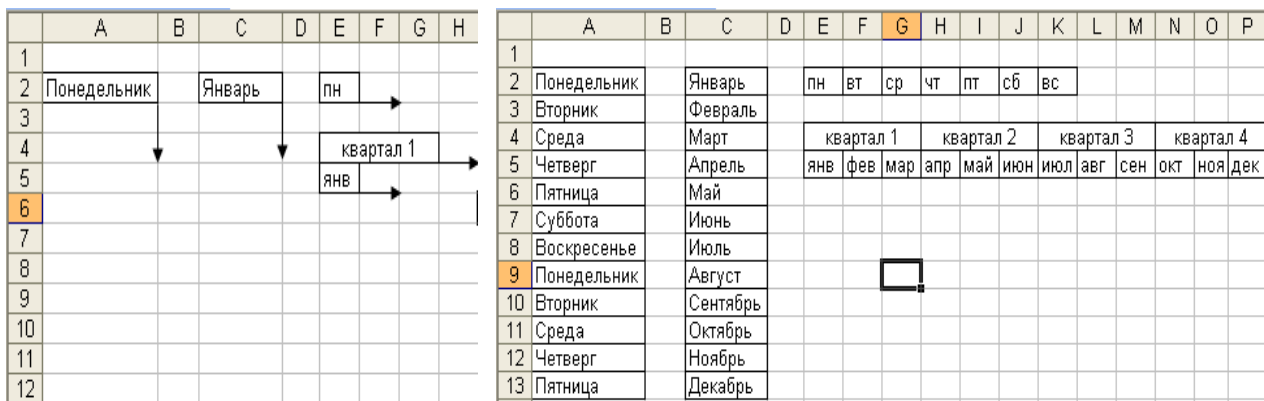 A B C D E F G H
1
2 Понедельник Январь пн
3
4 квартал 1
5 янв
6
7
8
9
10
11
12
A B C D E F G H I J K L M N O P
1
2 Понедельник Январь пн вт ср чт пт сб вс
3 Вторник Февраль
4 Среда Март квартал 1 квартал 2 квартал 3 квартал 4
5 Четверг Апрель янв фев мар апр май июн июл авг сен окт ноя дек
6 Пятница Май
7 Суббота Июнь
8 Воскресенье Июль
9 Понедельник Август
10 Вторник Сентябрь
11 Среда Октябрь
12 Четверг Ноябрь
13 Пятница Декабрь